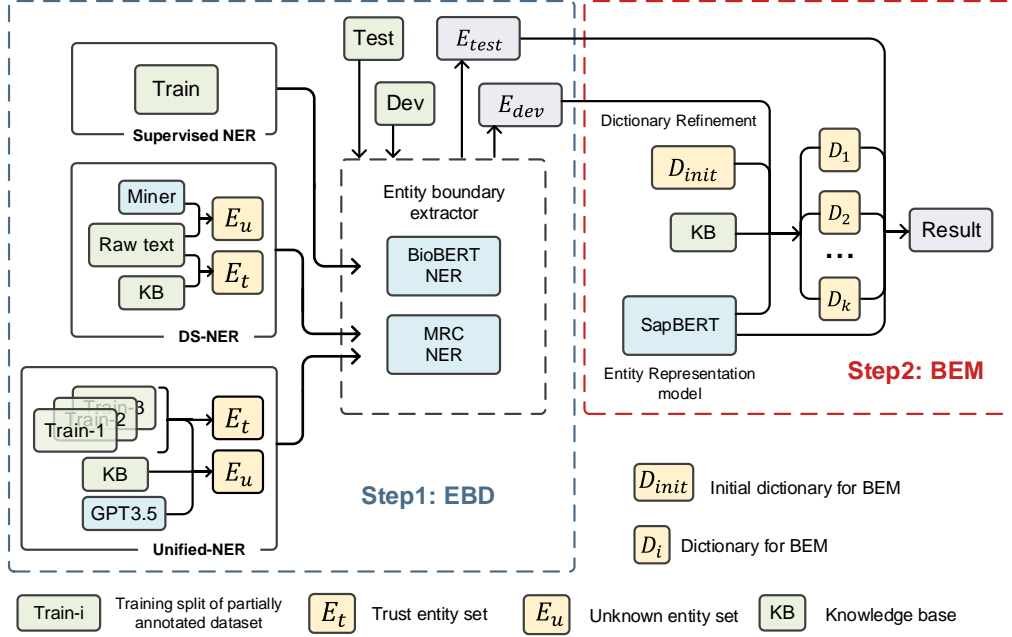 Train
Supervised NER
Miner
Raw text
KB
E_u
E_t
DS-NER
Train-3
Train-2
Train-1
KB
GPT3.5
E_t
E_u
Unified-NER
Test
Dev
E_test
E_dev
Entity boundary
extractor
BioBERT
NER
MRC
NER
Step1: EBD
Dictionary Refinement
D_init
KB
SapBERT
Entity Representation
model
D_1
D_2
...
D_k
Result
Step2: BEM
D_init Initial dictionary for BEM
D_i Dictionary for BEM
Train-i Training split of partially
annotated dataset
E_t Trust entity set
E_u Unknown entity set
KB Knowledge base